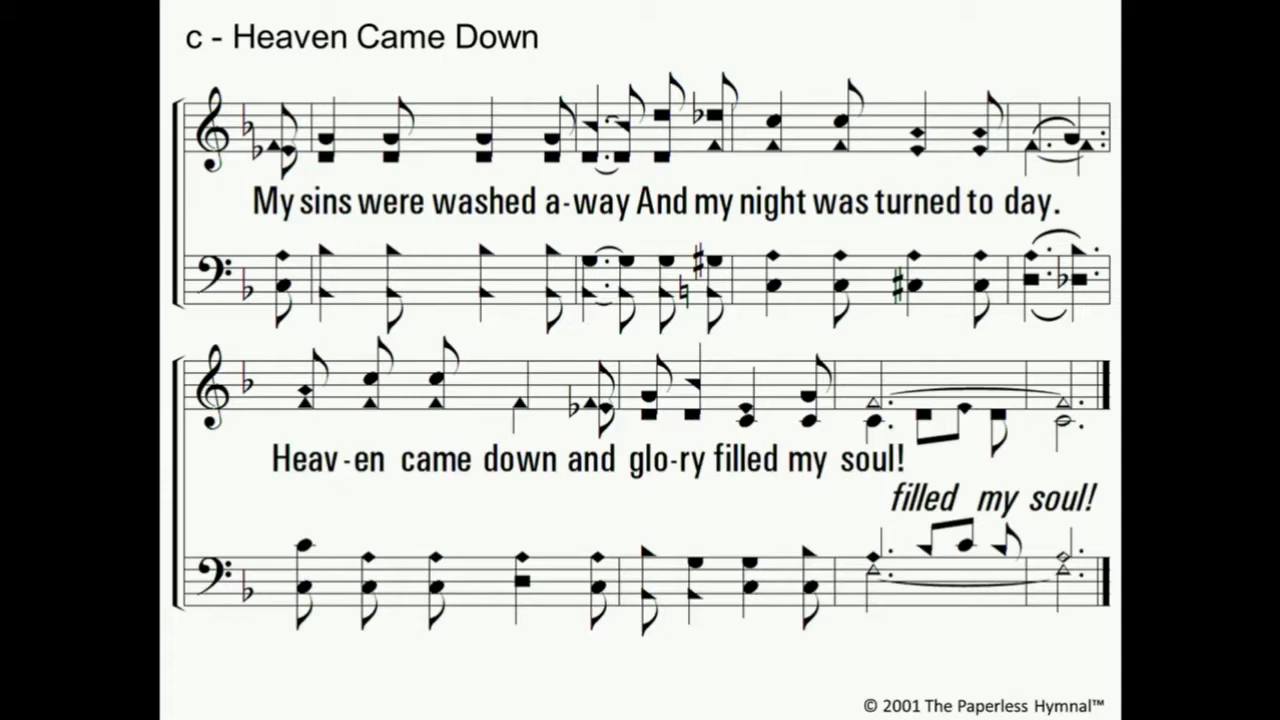 c - Heaven Came Down
My sins were washed a-way And my night was turned to day.
Heav-en came down and glo-ry filled my soul!
filled my soul!
© 2001 The Paperless Hymnal™